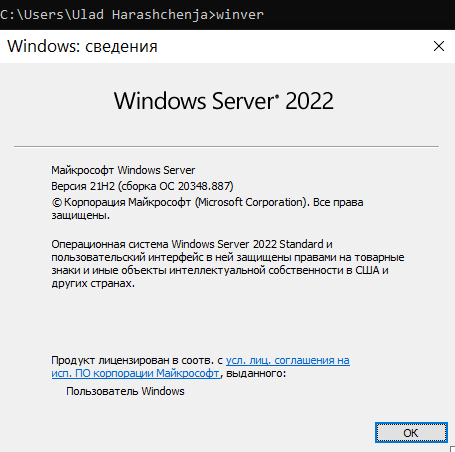 C:\Users\Ulad Harashchenja>winver
Windows: сведения
Windows Server® 2022
Майкрософт Windows Server
Версия 21H2 (сборка ОС 20348.887)
© Корпорация Майкрософт (Microsoft Corporation). Все права
защищены.
Операционная система Windows Server 2022 Standard и
пользовательский интерфейс в ней защищены правами на товарные
знаки и иные объекты интеллектуальной собственности в США и
других странах.
Продукт лицензирован в соотв. с усл. лиц. соглашения на
исп. ПО корпорации Майкрософт, выданного:
Пользователь Windows
ОК